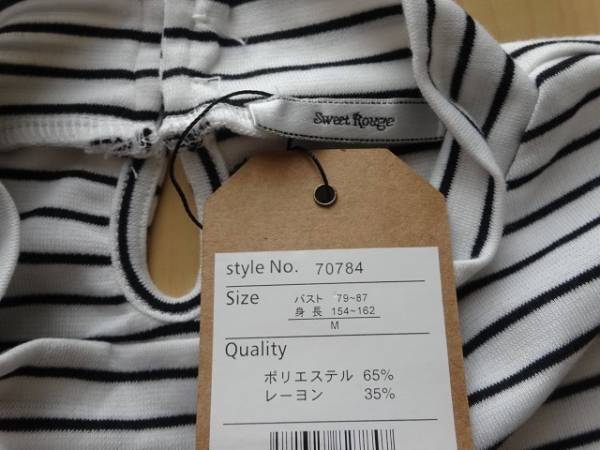 Sweet Rouge
style No. 70784
Size バスト 79~87
身長 154~162
M
Quality
ポリエステル 65%
レーヨン 35%